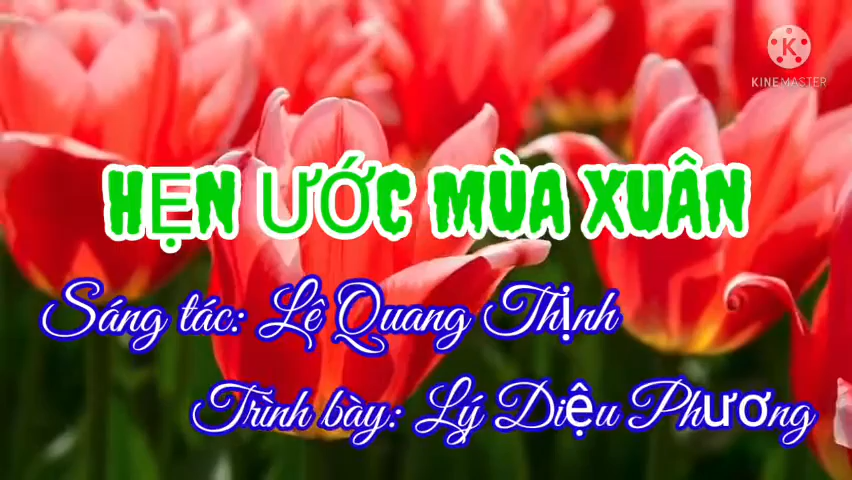 KINEMASTER
HẸN ƯỚC MÙA XUÂN
Sáng tác: Lê Quang Thịnh
Trình bày: Lý Diệu Phương